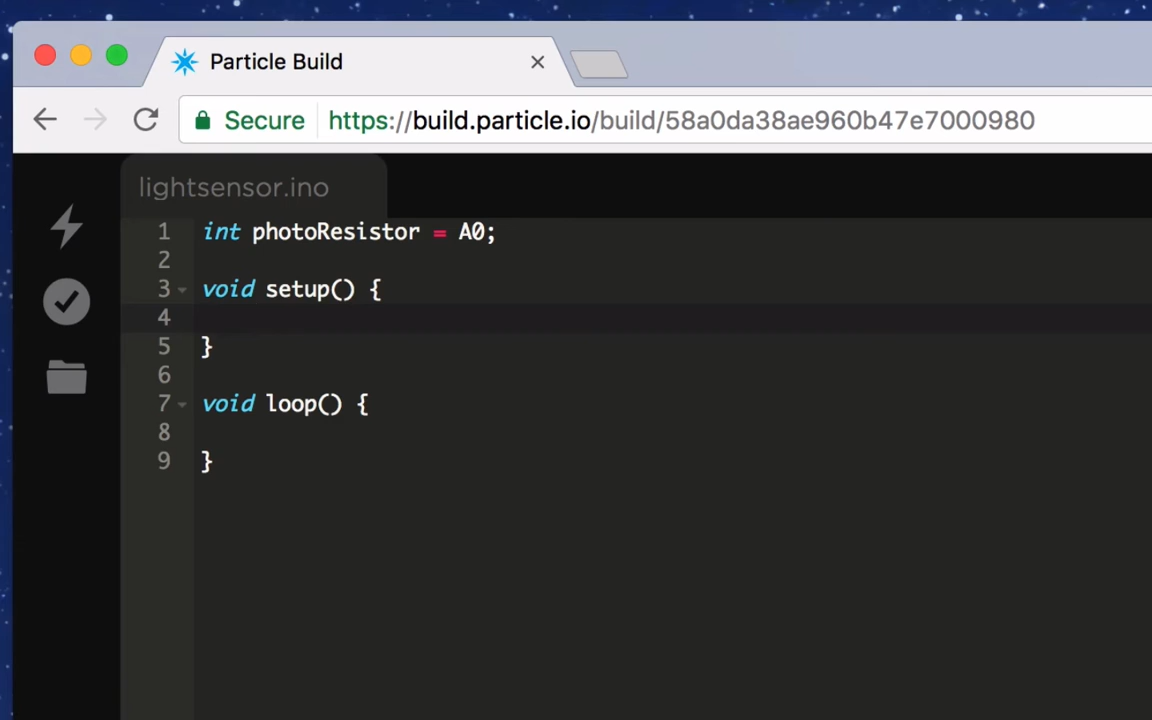 Particle Build
Secure https://build.particle.io/build/58a0da38ae960b47e7000980
lightsensor.ino
1 int photoResistor = A0;
2
3 void setup() {
4
5 }
6
7 void loop() {
8
9 }